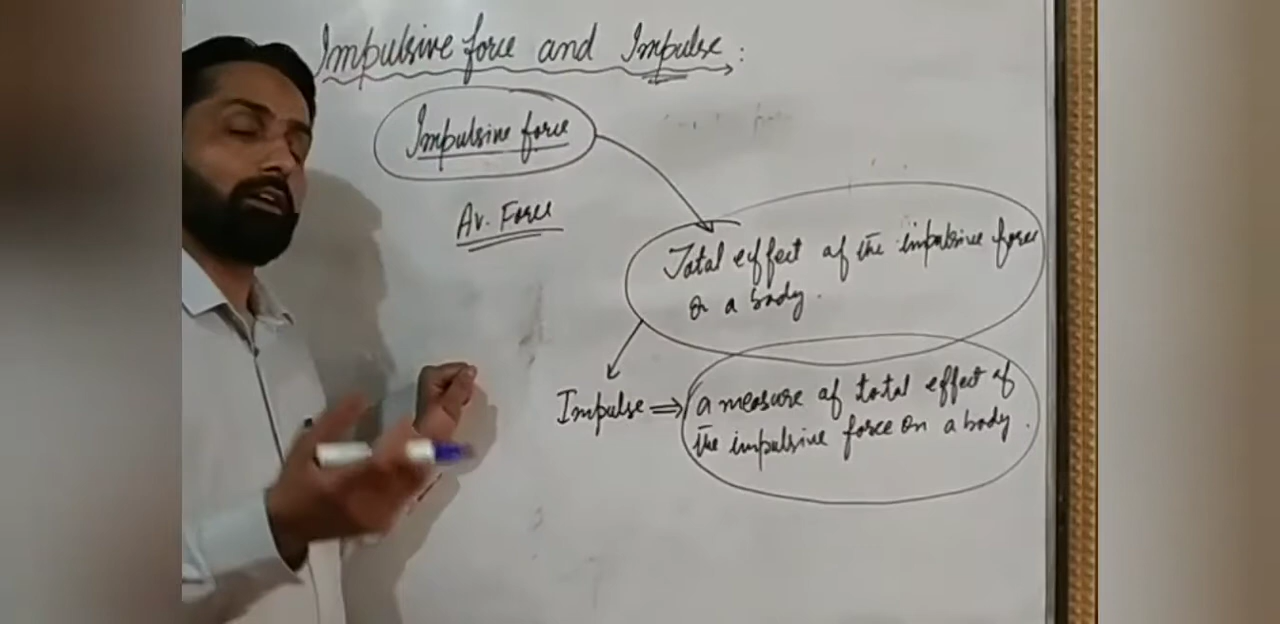 Impulsive force and Impulse :
Impulsive force
Av. Force
Total effect of the impulsive force
on a body.
Impulse ⇒ a measure of total effect of
the impulsive force on a body.